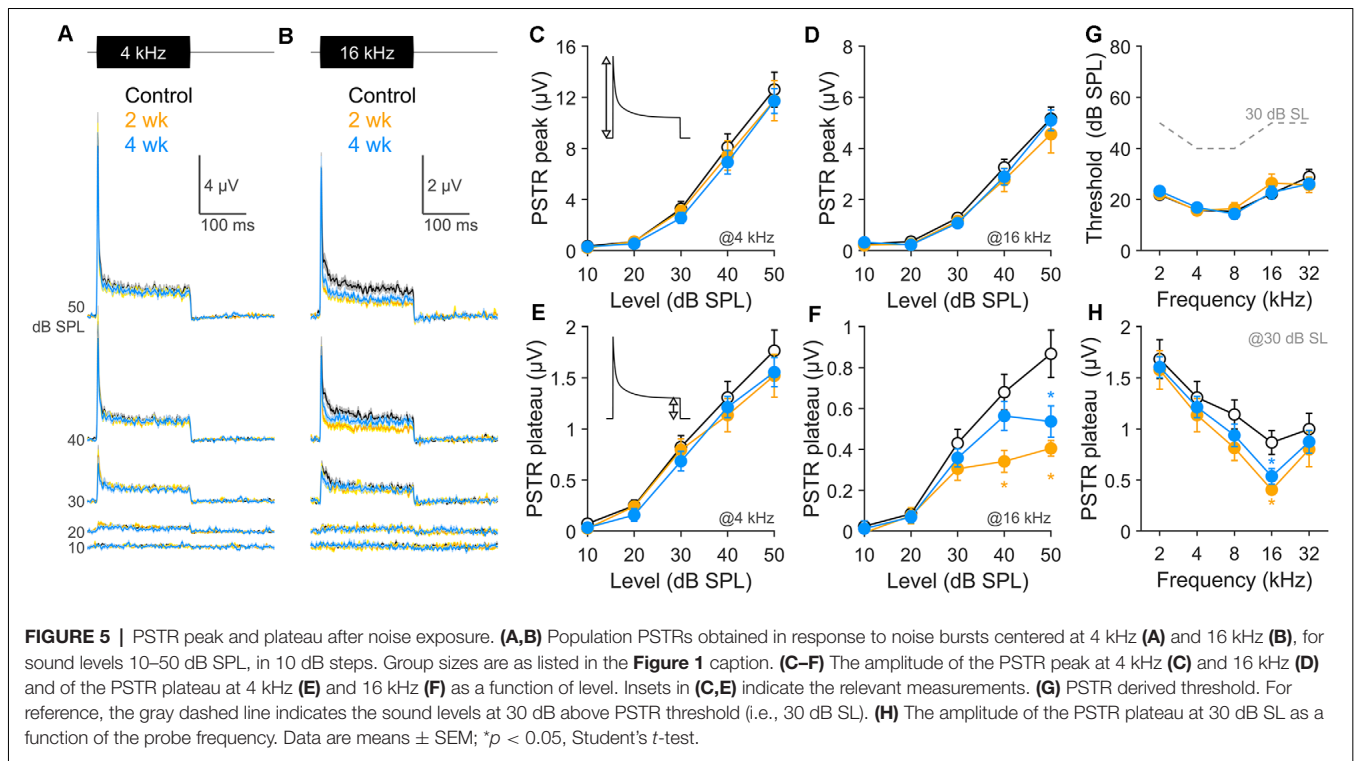 A
4 kHz
Control
2 wk
4 wk
4 µV
100 ms
50
dB SPL
40
30
20
10
B
16 kHz
Control
2 wk
4 wk
2 µV
100 ms
C
PSTR peak (µV)
16
12
8
4
0
@4 kHz
10 20 30 40 50
Level (dB SPL)
D
PSTR peak (µV)
8
6
4
2
0
@16 kHz
10 20 30 40 50
Level (dB SPL)
G
Threshold (dB SPL)
80
60
40
20
0
30 dB SL
2 4 8 16 32
Frequency (kHz)
E
PSTR plateau (µV)
2
1.5
1
0.5
0
@4 kHz
10 20 30 40 50
Level (dB SPL)
F
PSTR plateau (µV)
1
0.8
0.6
0.4
0.2
0
*
*
*
@16 kHz
10 20 30 40 50
Level (dB SPL)
H
PSTR plateau (µV)
2
1.5
1
0.5
0
@30 dB SL
*
*
2 4 8 16 32
Frequency (kHz)
FIGURE 5 | PSTR peak and plateau after noise exposure. (A,B) Population PSTRs obtained in response to noise bursts centered at 4 kHz (A) and 16 kHz (B), for
sound levels 10–50 dB SPL, in 10 dB steps. Group sizes are as listed in the Figure 1 caption. (C–F) The amplitude of the PSTR peak at 4 kHz (C) and 16 kHz (D)
and of the PSTR plateau at 4 kHz (E) and 16 kHz (F) as a function of level. Insets in (C,E) indicate the relevant measurements. (G) PSTR derived threshold. For
reference, the gray dashed line indicates the sound levels at 30 dB above PSTR threshold (i.e., 30 dB SL). (H) The amplitude of the PSTR plateau at 30 dB SL as a
function of the probe frequency. Data are means ± SEM; *p < 0.05, Student's t-test.